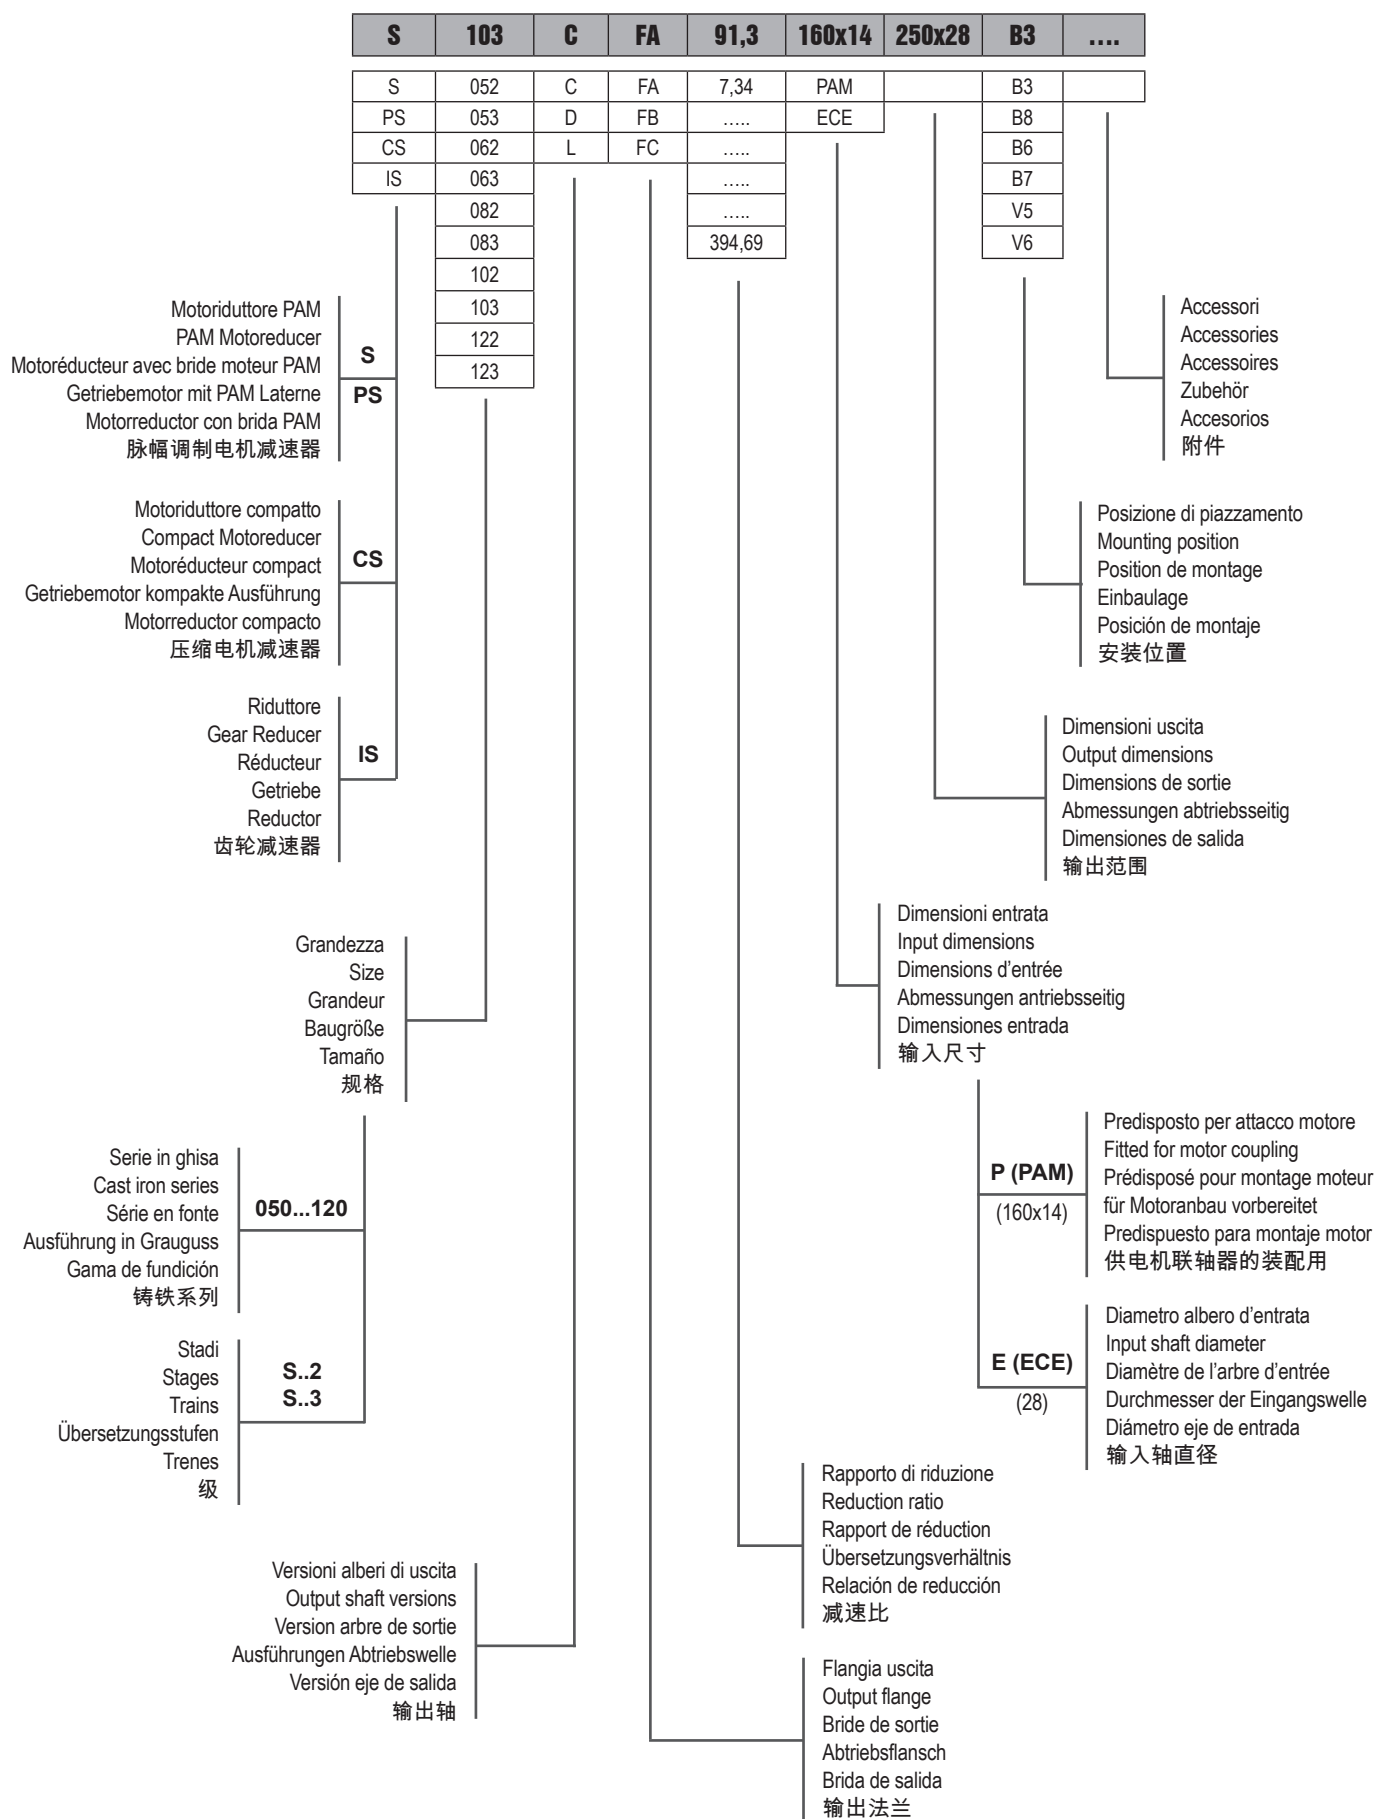 S 103 C FA 91,3 160x14 250x28 B3 ....
S 052 C FA 7,34 PAM B3
PS 053 D FB ..... ECE B8
CS 062 L FC ..... B6
IS 063 ..... B7
082 ..... V5
083 394,69 V6
102
103
122
123
Motoriduttore PAM
PAM Motoreducer
Motoréducteur avec bride moteur PAM
Getriebemotor mit PAM Laterne
Motorreductor con brida PAM
脉幅调制电机减速器
S
PS
Accessori
Accessories
Accessoires
Zubehör
Accesorios
附件
Motoriduttore compatto
Compact Motoreducer
Motoréducteur compact
Getriebemotor kompakte Ausführung
Motorreductor compacto
压缩电机减速器
CS
Posizione di piazzamento
Mounting position
Position de montage
Einbaulage
Posición de montaje
安装位置
Riduttore
Gear Reducer
Réducteur
Getriebe
Reductor
齿轮减速器
IS
Dimensioni uscita
Output dimensions
Dimensions de sortie
Abmessungen abtriebsseitig
Dimensiones de salida
输出范围
Grandezza
Size
Grandeur
Baugröße
Tamaño
规格
Dimensioni entrata
Input dimensions
Dimensions d'entrée
Abmessungen antriebsseitig
Dimensiones entrada
输入尺寸
Serie in ghisa
Cast iron series
Série en fonte
Ausführung in Grauguss
Gama de fundición
铸铁系列
050...120
P (PAM)
(160x14)
Predisposto per attacco motore
Fitted for motor coupling
Prédisposé pour montage moteur
für Motoranbau vorbereitet
Predispuesto para montaje motor
供电机联轴器的装配用
Stadi
Stages
Trains
Übersetzungsstufen
Trenes
级
S..2
S..3
E (ECE)
(28)
Diametro albero d'entrata
Input shaft diameter
Diamètre de l'arbre d'entrée
Durchmesser der Eingangswelle
Diámetro eje de entrada
输入轴直径
Rapporto di riduzione
Reduction ratio
Rapport de réduction
Übersetzungsverhältnis
Relación de reducción
减速比
Versioni alberi di uscita
Output shaft versions
Version arbre de sortie
Ausführungen Abtriebswelle
Versión eje de salida
输出轴
Flangia uscita
Output flange
Bride de sortie
Abtriebsflansch
Brida de salida
输出法兰